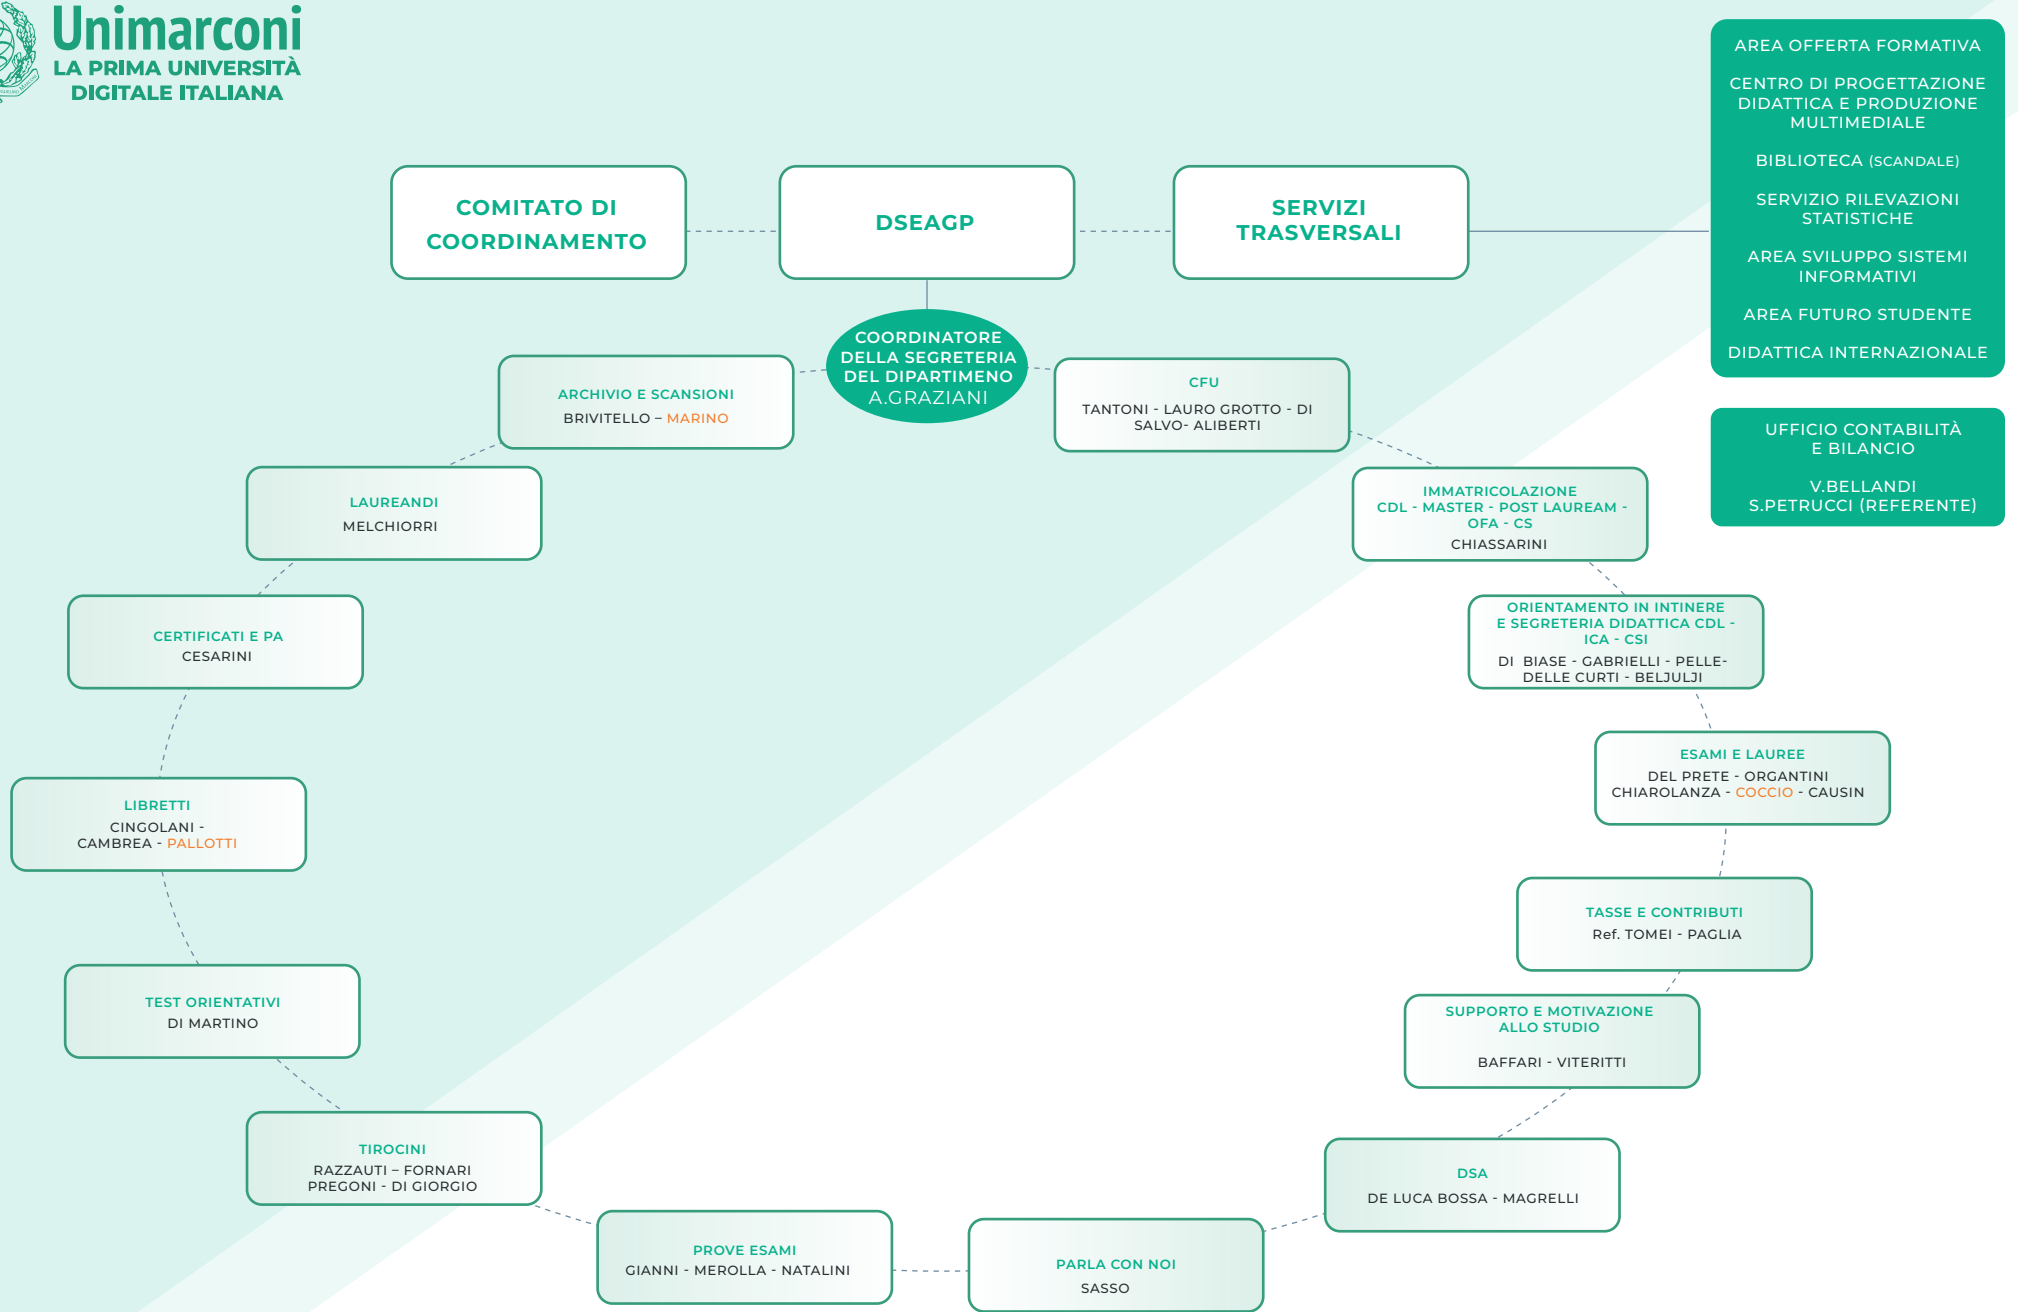 Unimarconi
LA PRIMA UNIVERSITÀ
DIGITALE ITALIANA
COMITATO DI
COORDINAMENTO
DSEAGP
SERVIZI
TRASVERSALI
AREA OFFERTA FORMATIVA
CENTRO DI PROGETTAZIONE
DIDATTICA E PRODUZIONE
MULTIMEDIALE
BIBLIOTECA (SCANDALE)
SERVIZIO RILEVAZIONI
STATISTICHE
AREA SVILUPPO SISTEMI
INFORMATIVI
AREA FUTURO STUDENTE
DIDATTICA INTERNAZIONALE
UFFICIO CONTABILITÀ
E BILANCIO
V.BELLANDI
S.PETRUCCI (REFERENTE)
COORDINATORE
DELLA SEGRETERIA
DEL DIPARTIMENO
A.GRAZIANI
CFU
TANTONI - LAURO GROTTO - DI
SALVO- ALIBERTI
IMMATRICOLAZIONE
CDL - MASTER - POST LAUREAM -
OFA - CS
CHIASSARINI
ORIENTAMENTO IN INTINERE
E SEGRETERIA DIDATTICA CDL -
ICA - CSI
DI  BIASE - GABRIELLI - PELLE-
DELLE CURTI - BELJULJI
ESAMI E LAUREE
DEL PRETE - ORGANTINI
CHIAROLANZA - COCCIO - CAUSIN
TASSE E CONTRIBUTI
Ref. TOMEI - PAGLIA
SUPPORTO E MOTIVAZIONE
ALLO STUDIO
BAFFARI - VITERITTI
DSA
DE LUCA BOSSA - MAGRELLI
PARLA CON NOI
SASSO
PROVE ESAMI
GIANNI - MEROLLA - NATALINI
TIROCINI
RAZZAUTI – FORNARI
PREGONI - DI GIORGIO
TEST ORIENTATIVI
DI MARTINO
LIBRETTI
CINGOLANI -
CAMBREA - PALLOTTI
CERTIFICATI E PA
CESARINI
LAUREANDI
MELCHIORRI
ARCHIVIO E SCANSIONI
BRIVITELLO – MARINO